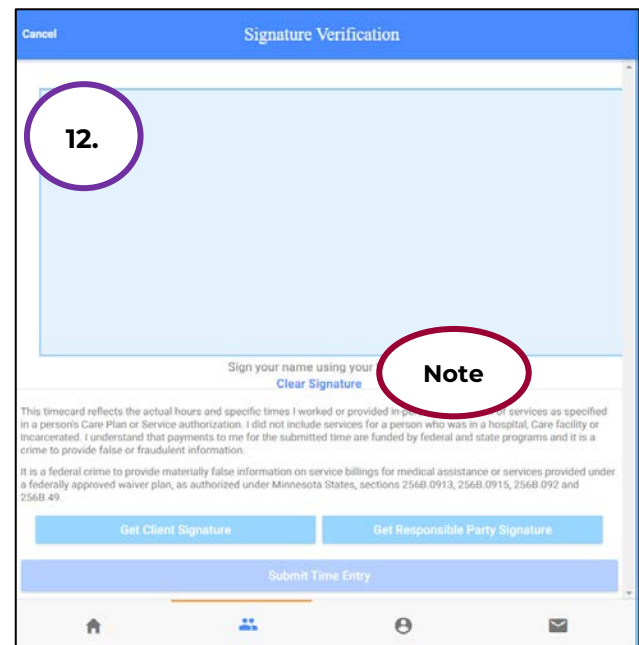 Cancel Signature Verification
12.
Sign your name using your
Note
Clear Signature
This timecard reflects the actual hours and specific times I worked or provided in-pe of services as specified
in a person's Care Plan or Service authorization. I did not include services for a person who was in a hospital, Care facility or
incarcerated. I understand that payments to me for the submitted time are funded by federal and state programs and it is a
crime to provide false or fraudulent information.
It is a federal crime to provide materially false information on service billings for medical assistance or services provided under
a federally approved waiver plan, as authorized under Minnesota States, sections 256B.0913, 256B.0915, 256B.092 and
256B.49.
Get Client Signature Get Responsible Party Signature
Submit Time Entry